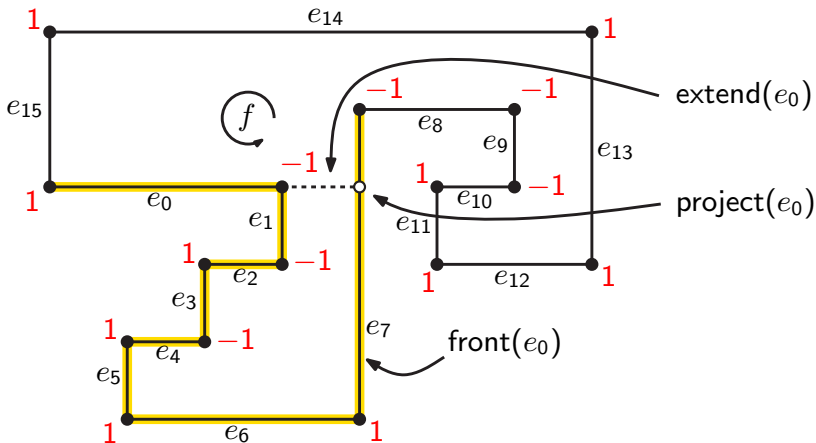 1 e14 1
extend(e0)
−1 e8 −1
e15 f e9 e13
−1
1 e0 1 e10 −1 project(e0)
e1 e11
1 e2 −1 1 e12 1
e3
e7
1 e4 −1 front(e0)
e5
1 e6 1